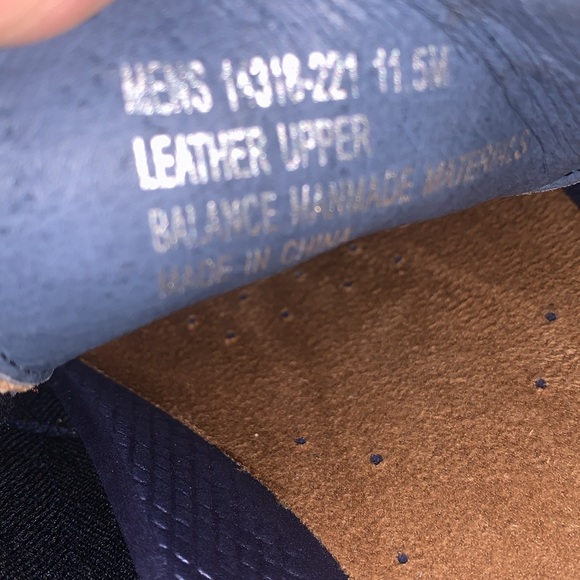 MENS 14318-221 11.5M
LEATHER UPPER
BALANCE MANMADE MATERIALS
MADE IN CHINA